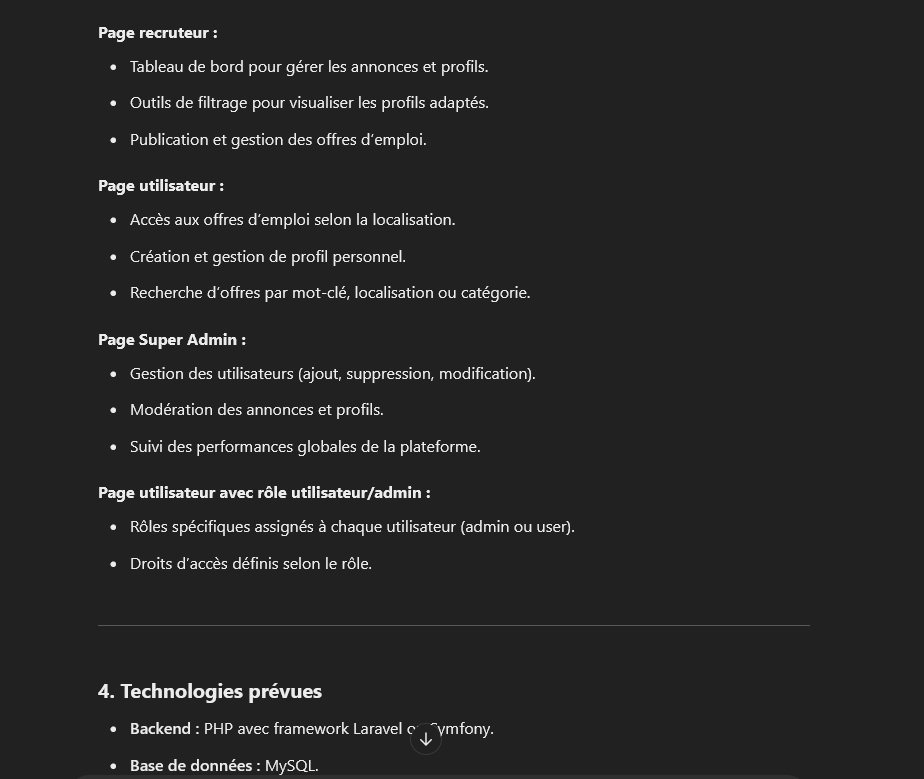 Page recruteur :
• Tableau de bord pour gérer les annonces et profils.
• Outils de filtrage pour visualiser les profils adaptés.
• Publication et gestion des offres d’emploi.
Page utilisateur :
• Accès aux offres d’emploi selon la localisation.
• Création et gestion de profil personnel.
• Recherche d’offres par mot-clé, localisation ou catégorie.
Page Super Admin :
• Gestion des utilisateurs (ajout, suppression, modification).
• Modération des annonces et profils.
• Suivi des performances globales de la plateforme.
Page utilisateur avec rôle utilisateur/admin :
• Rôles spécifiques assignés à chaque utilisateur (admin ou user).
• Droits d’accès définis selon le rôle.
4. Technologies prévues
• Backend : PHP avec framework Laravel ou Symfony.
• Base de données : MySQL.